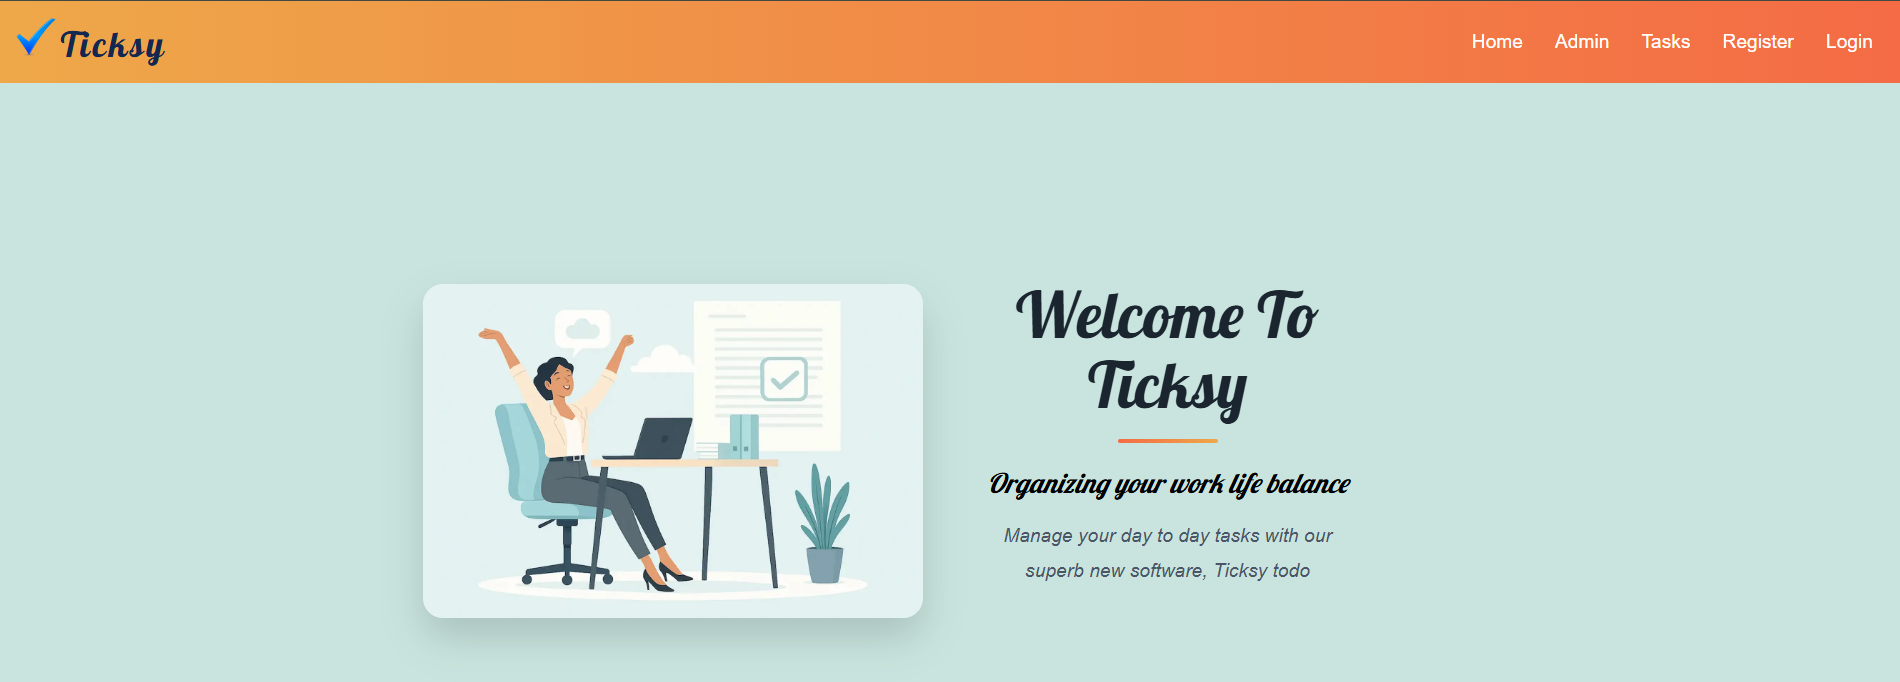 Ticksy
Home Admin Tasks Register Login
Welcome To
Ticksy
Organizing your work life balance
Manage your day to day tasks with our
superb new software, Ticksy todo